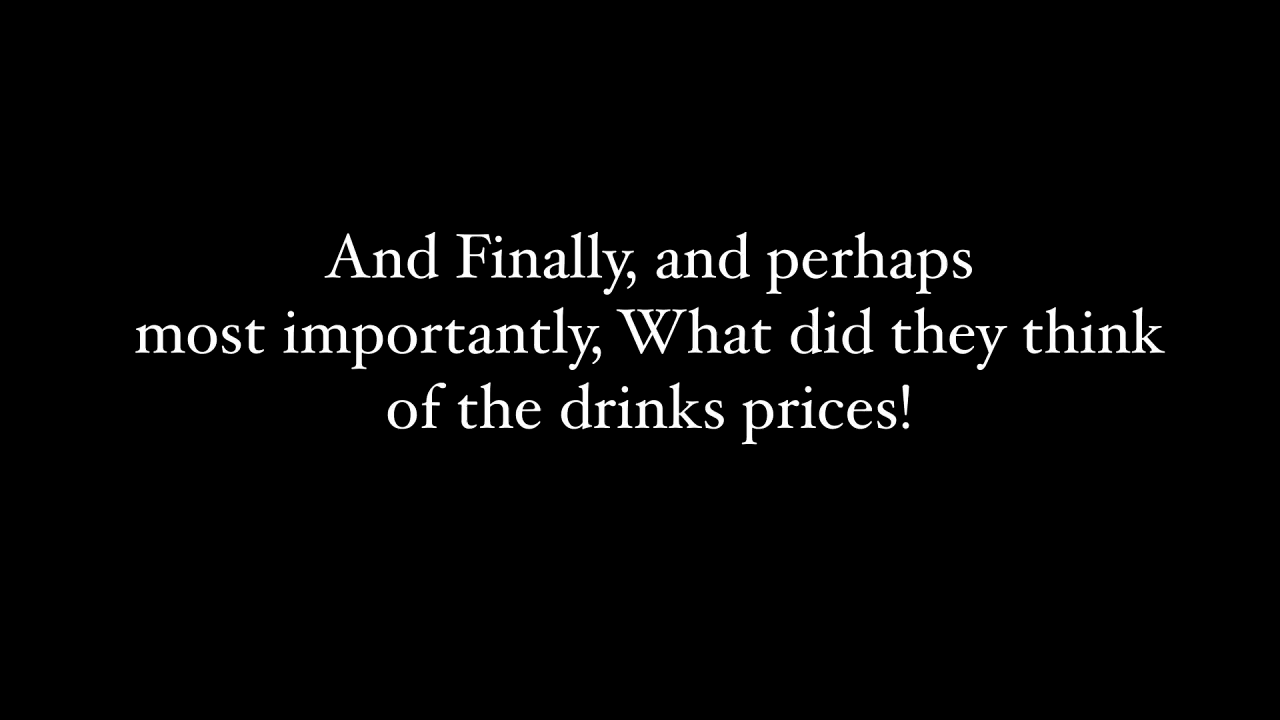 And Finally, and perhaps
most importantly, What did they think
of the drinks prices!